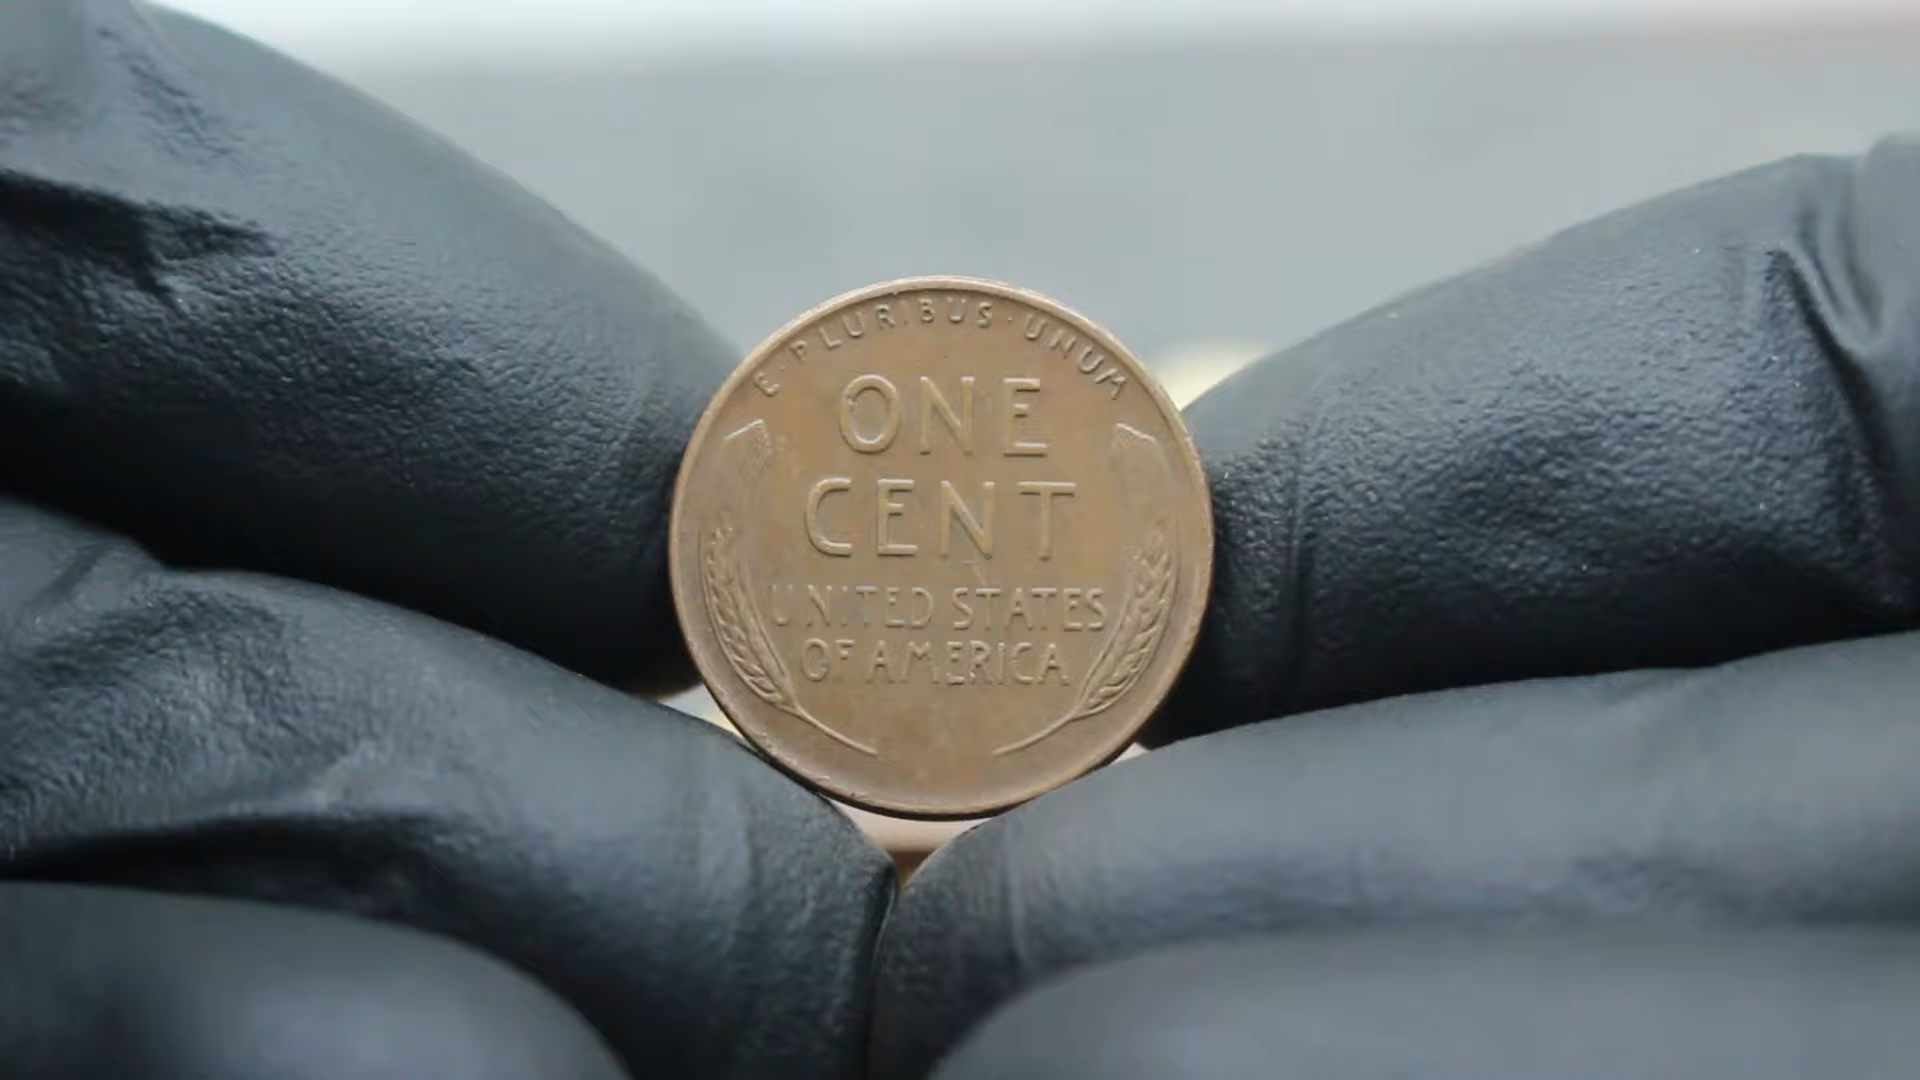 E · PLURIBUS · UNUM
ONE
CENT
UNITED STATES
OF AMERICA